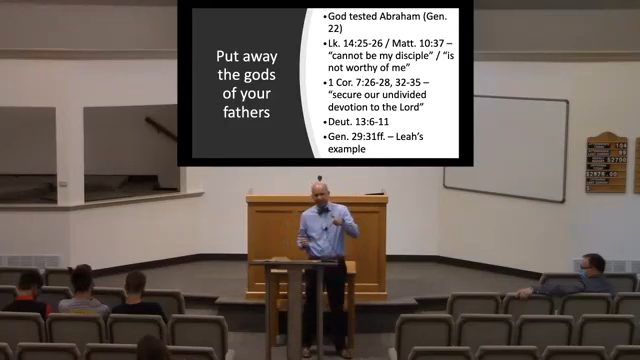 Put away
the gods
of your
fathers
•God tested Abraham (Gen.
22)
•Lk. 14:25-26 / Matt. 10:37 –
"cannot be my disciple" / "is
not worthy of me"
•1 Cor. 7:26-28, 32-35 –
"secure our undivided
devotion to the Lord"
•Deut. 13:6-11
•Gen. 29:31ff. – Leah's
example
104
89